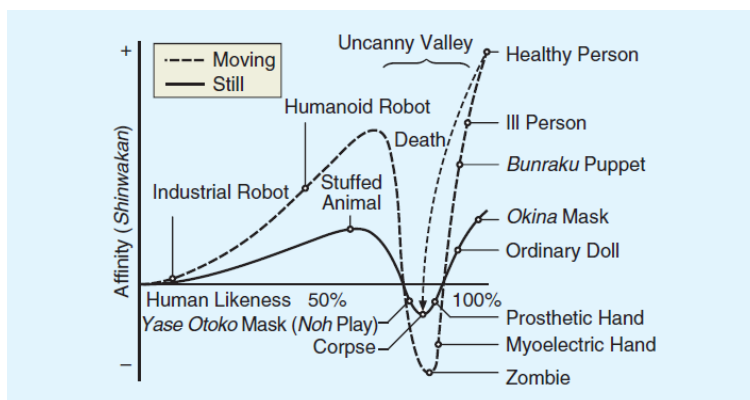 +
Moving
Still
Uncanny Valley
Healthy Person
Humanoid Robot
Ill Person
Death
Bunraku Puppet
Industrial Robot
Stuffed
Animal
Affinity (Shinwakan)
Okina Mask
Ordinary Doll
Human Likeness 50% 100%
Yase Otoko Mask (Noh Play)
Prosthetic Hand
Corpse
Myoelectric Hand
–
Zombie